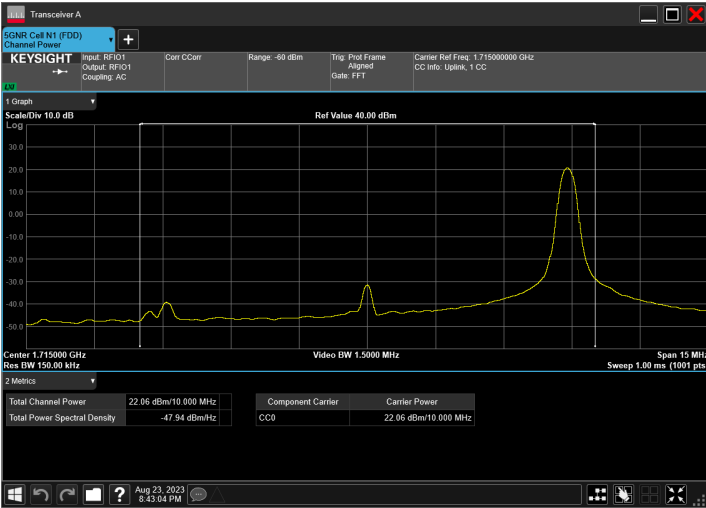 Transceiver A
5GNR Cell N1 (FDD)
Channel Power
KEYSIGHT
LXI
Input: RFIO1
Output: RFIO1
Coupling: AC
Corr CCorr
Range: -60 dBm
Trig: Prot Frame
Aligned
Gate: FFT
Carrier Ref Freq: 1.715000000 GHz
CC Info: Uplink, 1 CC
1 Graph
Scale/Div 10.0 dB
Ref Value 40.00 dBm
Log
30.0
20.0
10.0
0.00
-10.0
-20.0
-30.0
-40.0
-50.0
Center 1.715000 GHz
Video BW 1.5000 MHz
Span 15 MHz
Res BW 150.00 kHz
Sweep 1.00 ms (1001 pts
2 Metrics
Total Channel Power 22.06 dBm/10.000 MHz
Total Power Spectral Density -47.94 dBm/Hz
Component Carrier Carrier Power
CC0 22.06 dBm/10.000 MHz
Aug 23, 2023
8:43:04 PM